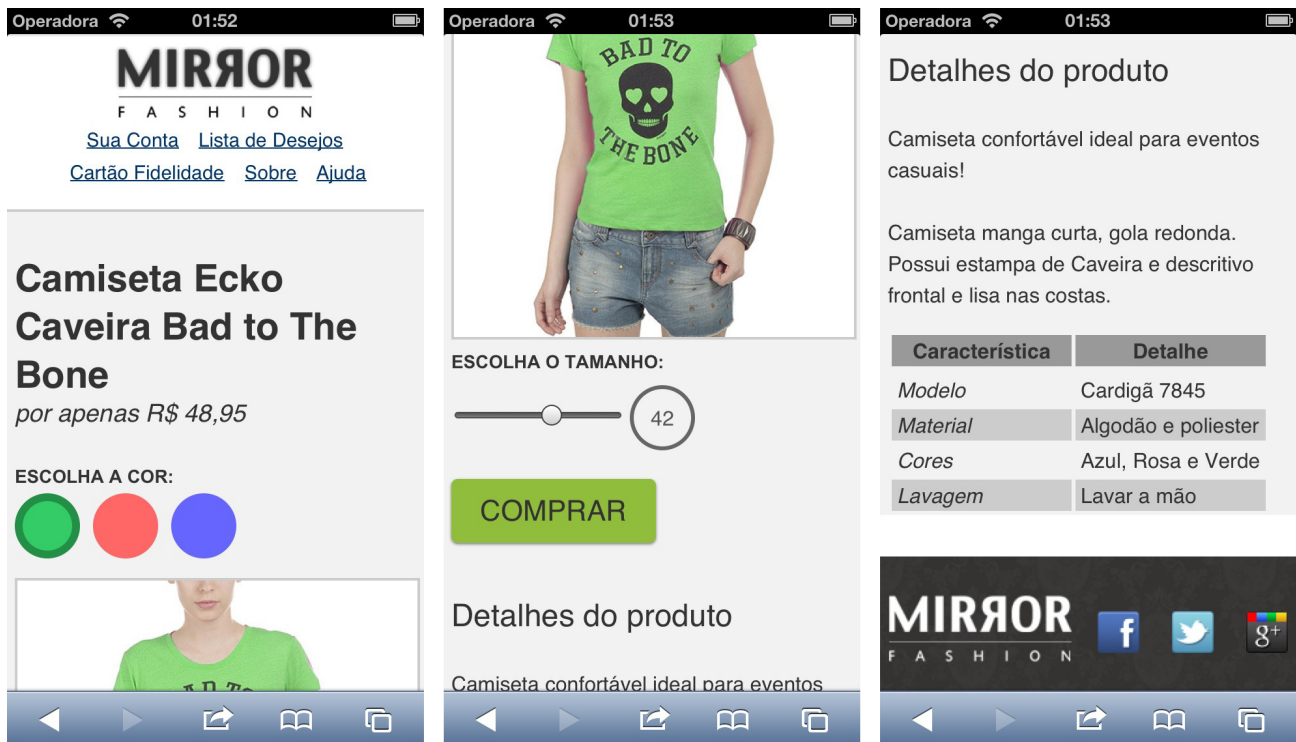 Operadora 01:52
MIRЯOR
FASHION
Sua Conta Lista de Desejos
Cartão Fidelidade Sobre Ajuda
Camiseta Ecko
Caveira Bad to The
Bone
por apenas R$ 48,95
ESCOLHA A COR:
BAD TO
Operadora 01:53
BAD TO
THE BONE
ESCOLHA O TAMANHO:
42
COMPRAR
Detalhes do produto
Camiseta confortável ideal para eventos
Operadora 01:53
Detalhes do produto
Camiseta confortável ideal para eventos
casuais!
Camiseta manga curta, gola redonda.
Possui estampa de Caveira e descritivo
frontal e lisa nas costas.
Característica Detalhe
Modelo Cardigã 7845
Material Algodão e poliester
Cores Azul, Rosa e Verde
Lavagem Lavar a mão
MIRЯOR
FASHION
f
g+